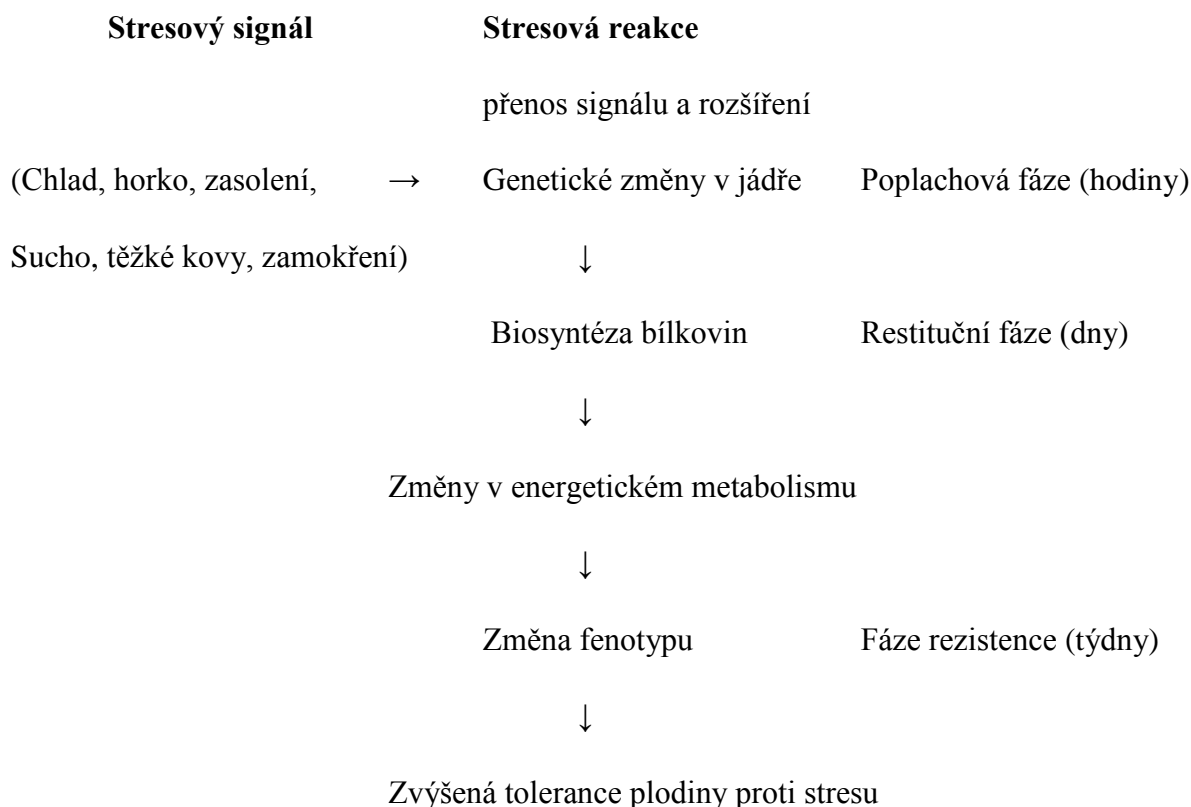 Stresový signál Stresová reakce
přenos signálu a rozšíření
(Chlad, horko, zasolení, → Genetické změny v jádře Poplachová fáze (hodiny)
Sucho, těžké kovy, zamokření) ↓
Biosyntéza bílkovin Restituční fáze (dny)
↓
Změny v energetickém metabolismu
↓
Změna fenotypu Fáze rezistence (týdny)
↓
Zvýšená tolerance plodiny proti stresu